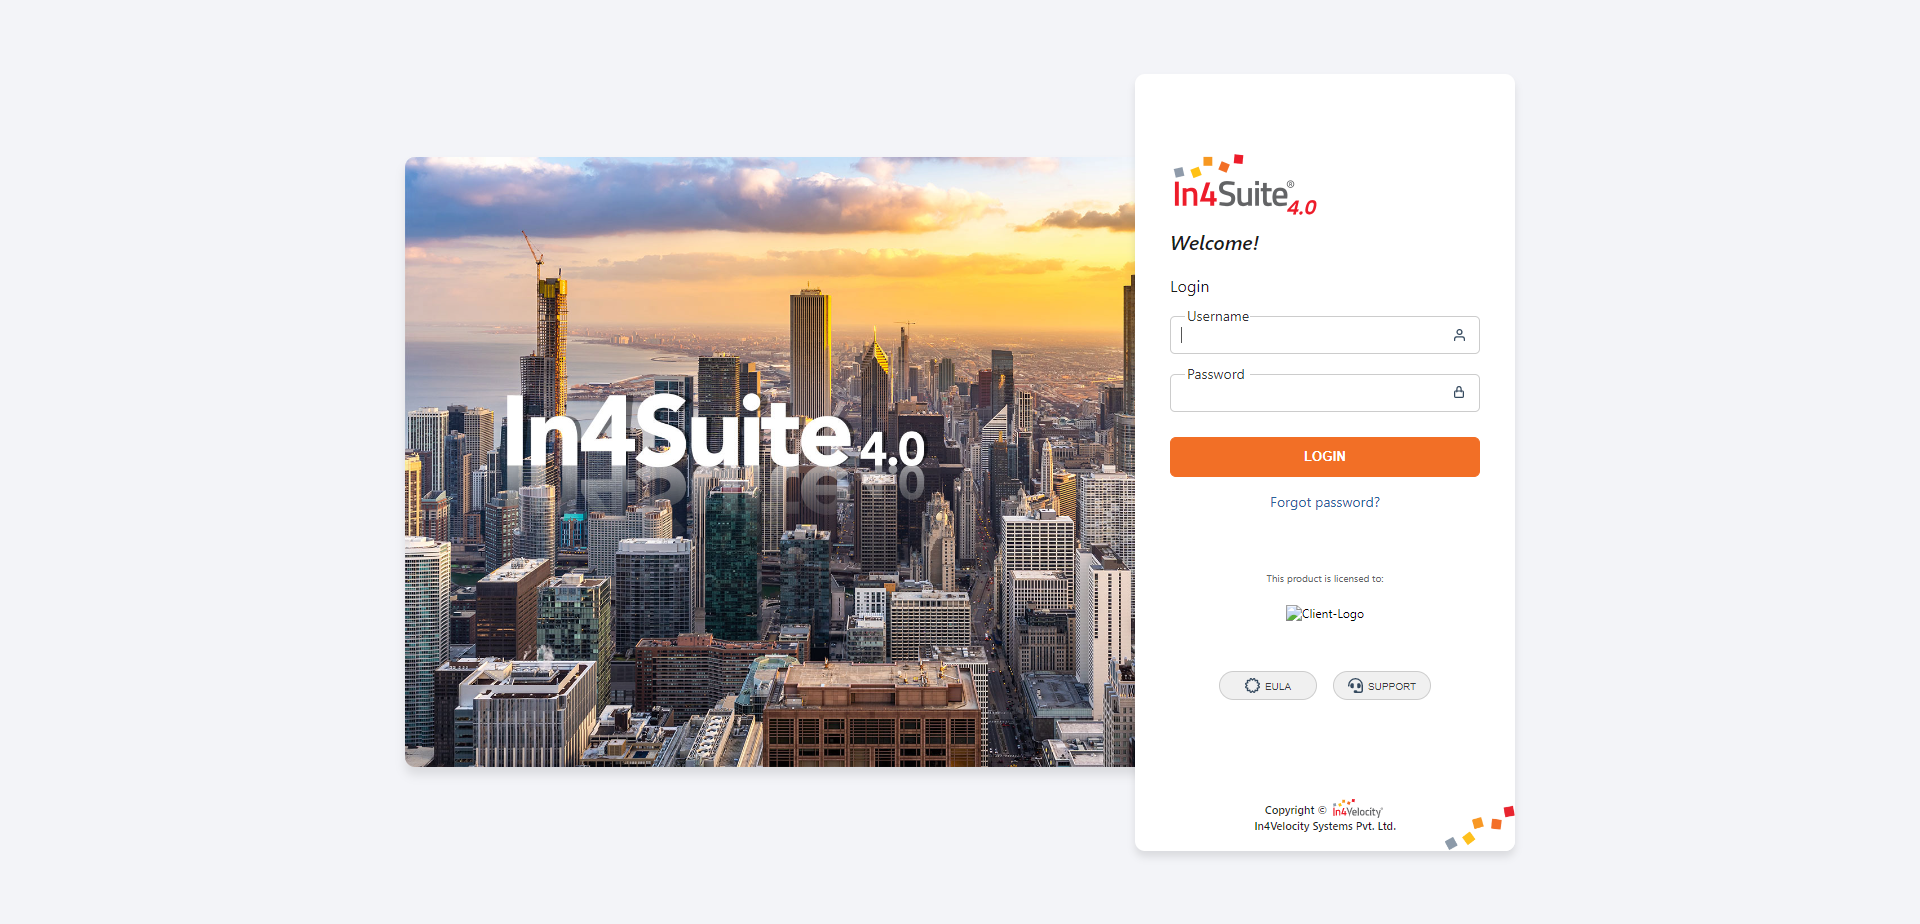 In4Suite 4.0
In4Suite®
4.0
Welcome!
Login
Username
Password
LOGIN
Forgot password?
This product is licensed to:
Client-Logo
EULA
SUPPORT
Copyright © In4Velocity
In4Velocity Systems Pvt. Ltd.